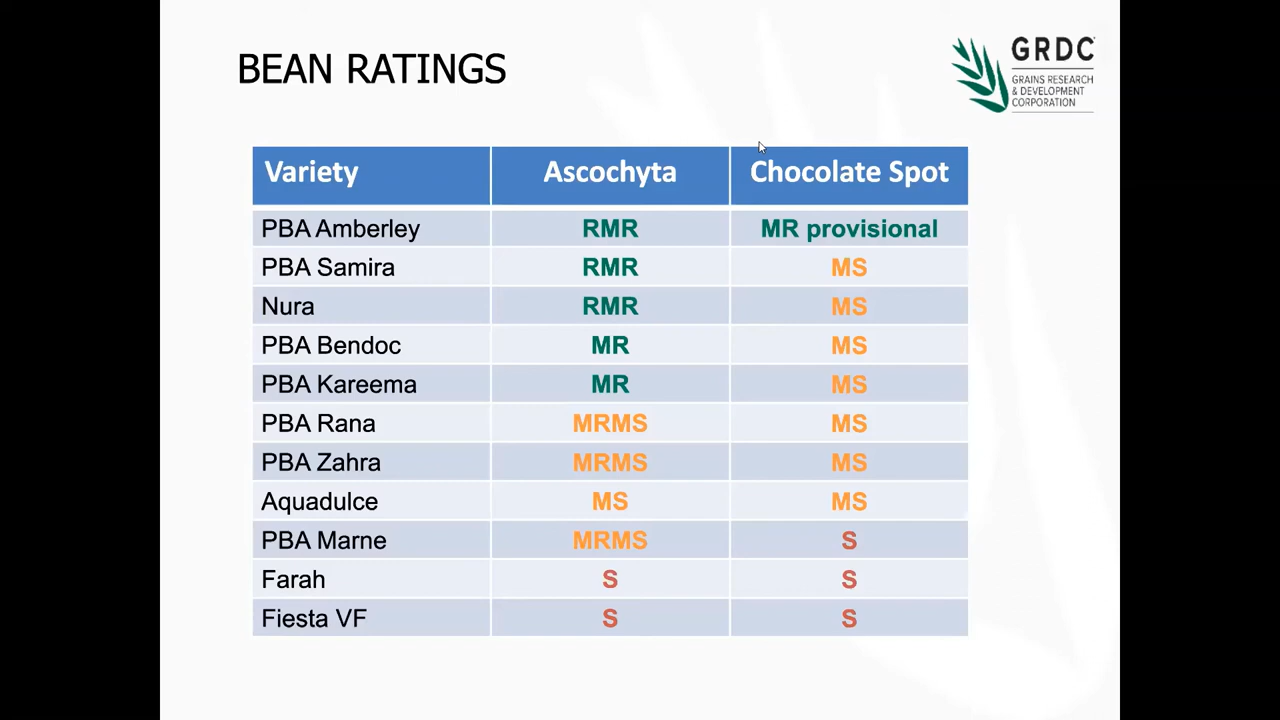 BEAN RATINGS
GRDC
GRAINS RESEARCH
& DEVELOPMENT
CORPORATION
Variety Ascochyta Chocolate Spot
PBA Amberley RMR MR provisional
PBA Samira RMR MS
Nura RMR MS
PBA Bendoc MR MS
PBA Kareema MR MS
PBA Rana MRMS MS
PBA Zahra MRMS MS
Aquadulce MS MS
PBA Marne MRMS S
Farah S S
Fiesta VF S S